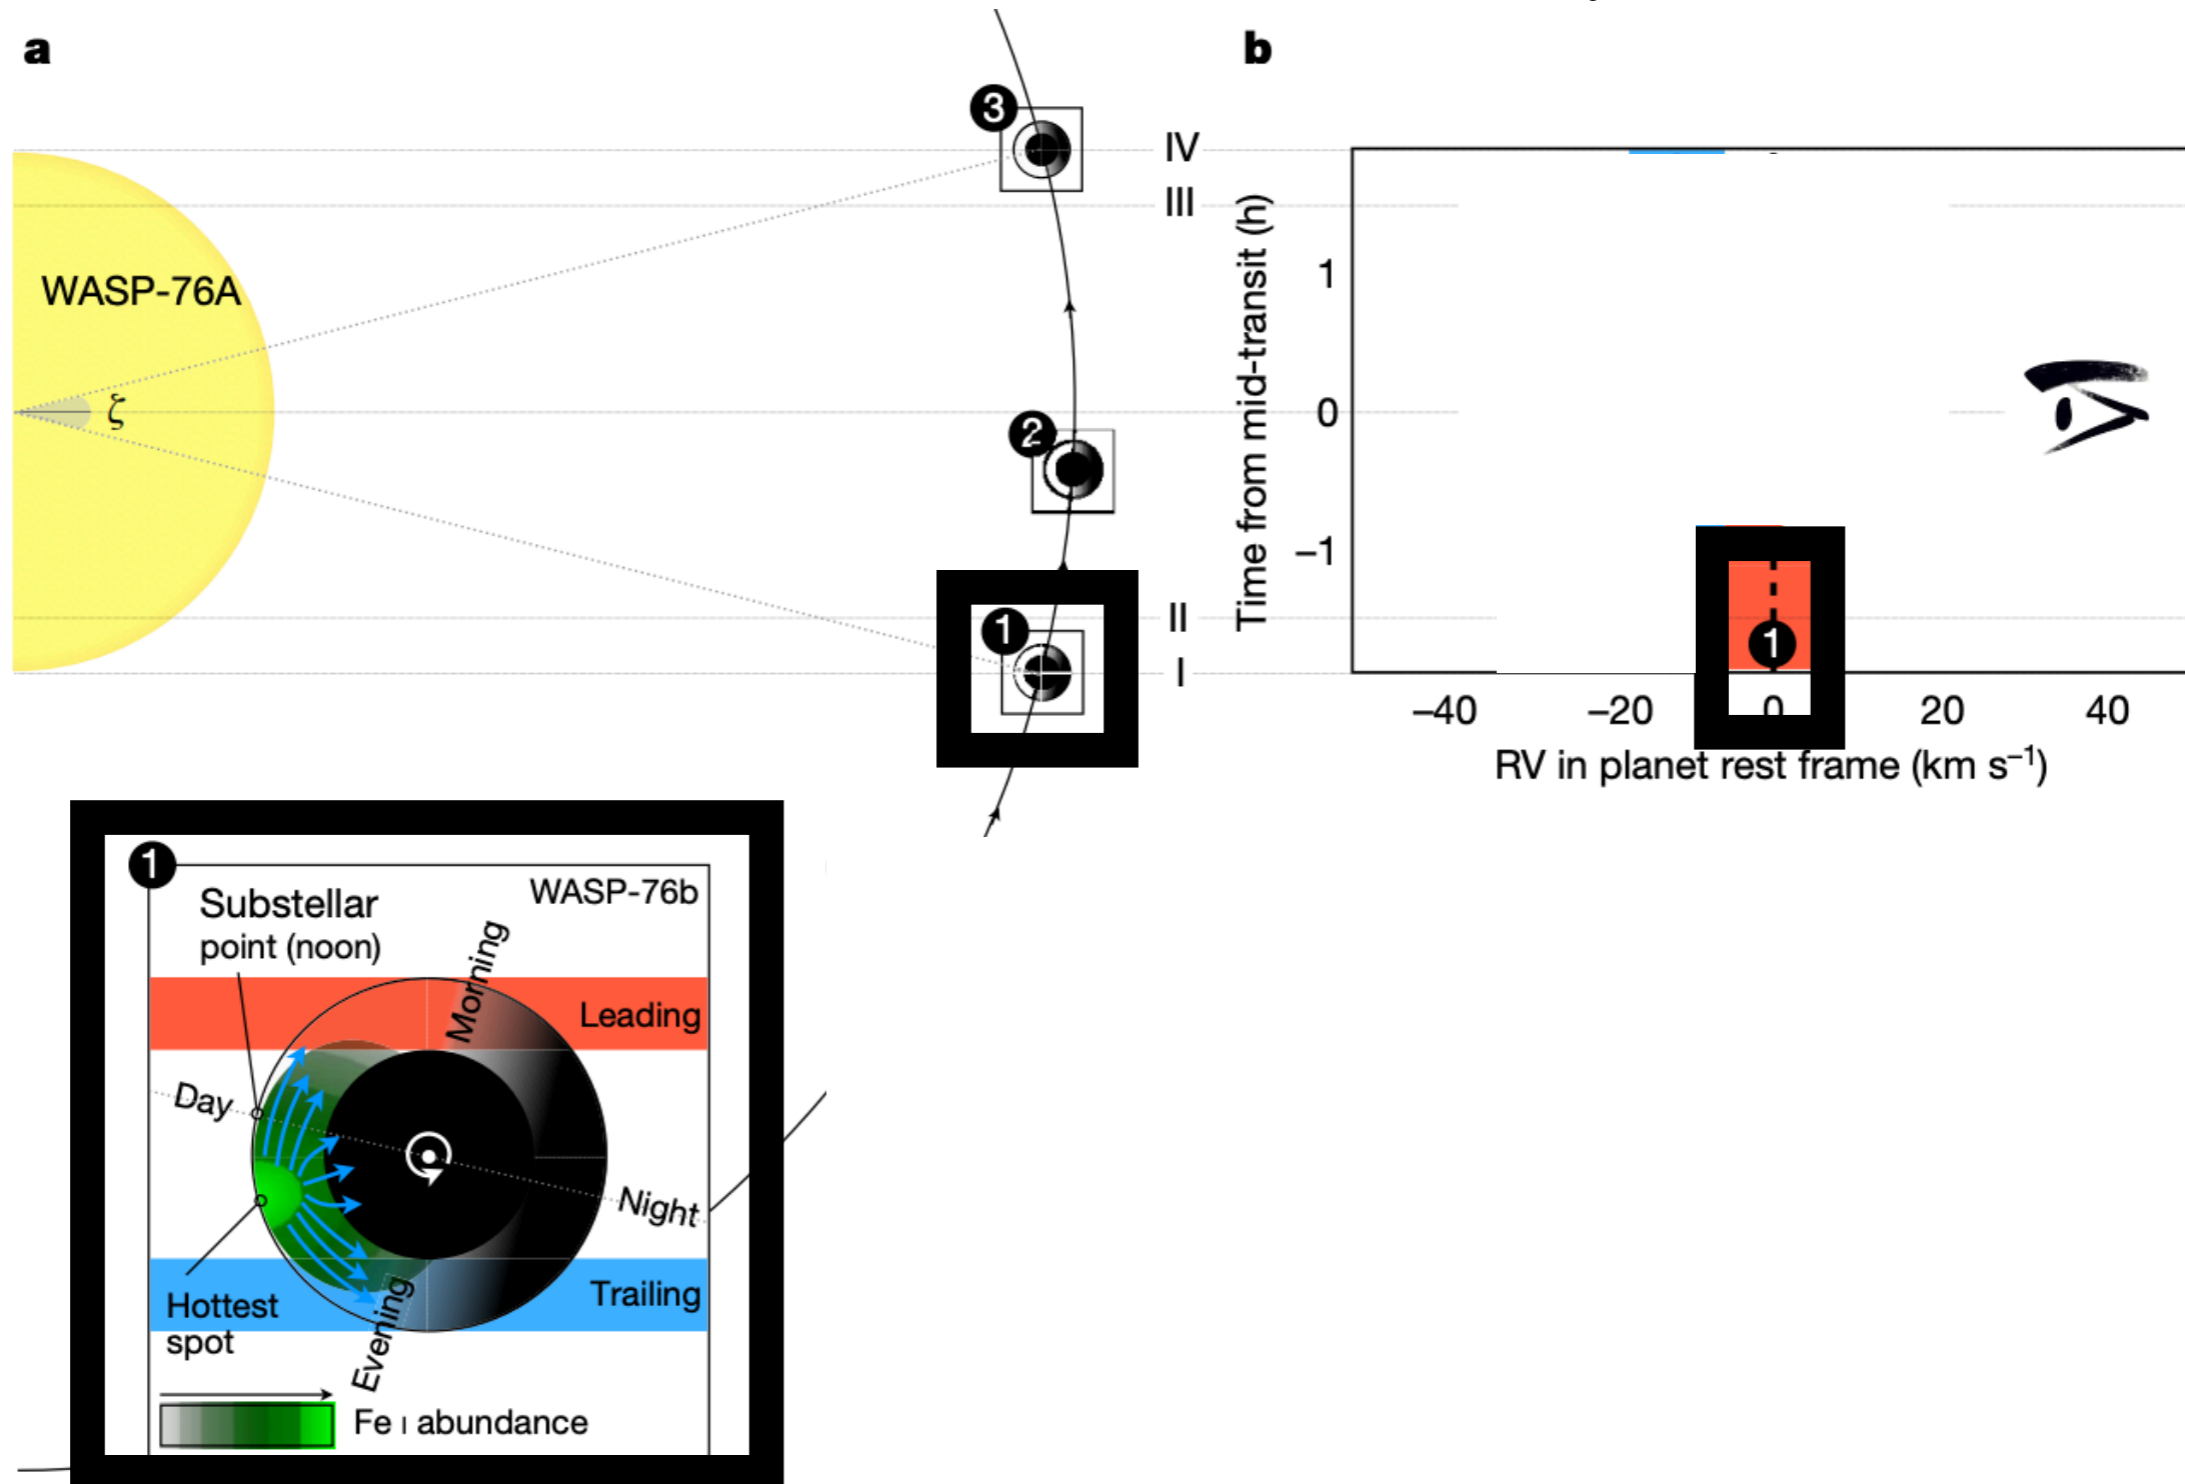 a
b
3
IV
III
WASP-76A
Time from mid-transit (h)
1
ζ
2
0
−1
1
II
I
1
−40
−20
0
20
40
RV in planet rest frame (km s⁻¹)
1
WASP-76b
Substellar
point (noon)
Morning
Leading
Day
Night
Trailing
Hottest
spot
Evening
Fe I abundance